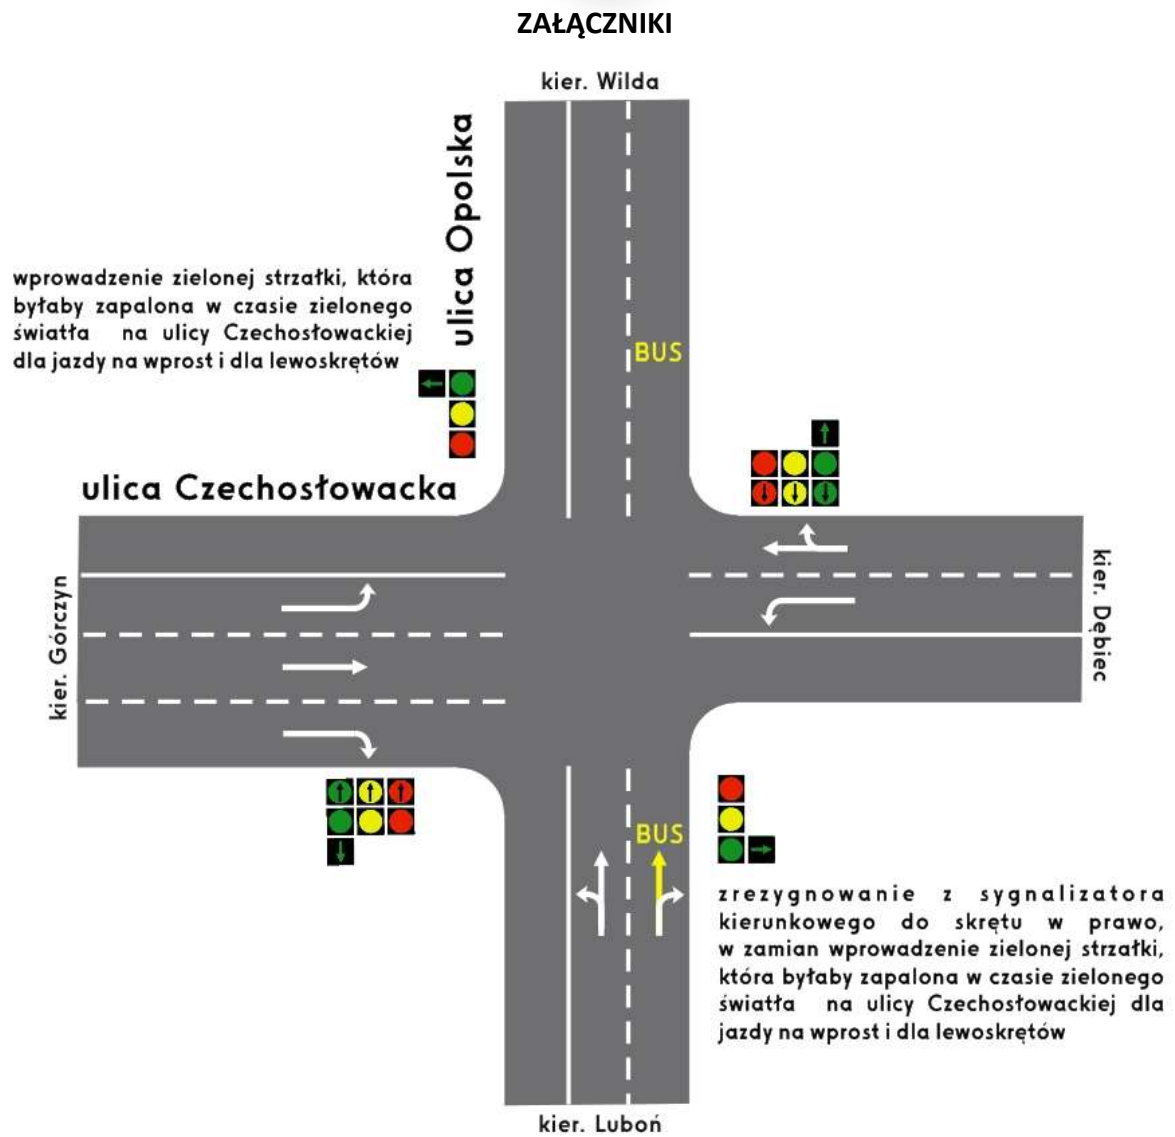 ZAŁĄCZNIKI
kier. Wilda
ulica Opolska
wprowadzenie zielonej strzałki, która
byłaby zapalona w czasie zielonego
światła na ulicy Czechosłowackiej
dla jazdy na wprost i dla lewoskrętów
BUS
ulica Czechosłowacka
kier. Górczyn
kier. Dębiec
BUS
zrezygnowanie z sygnalizatora
kierunkowego do skrętu w prawo,
w zamian wprowadzenie zielonej strzałki,
która byłaby zapalona w czasie zielonego
światła na ulicy Czechosłowackiej dla
jazdy na wprost i dla lewoskrętów
kier. Luboń